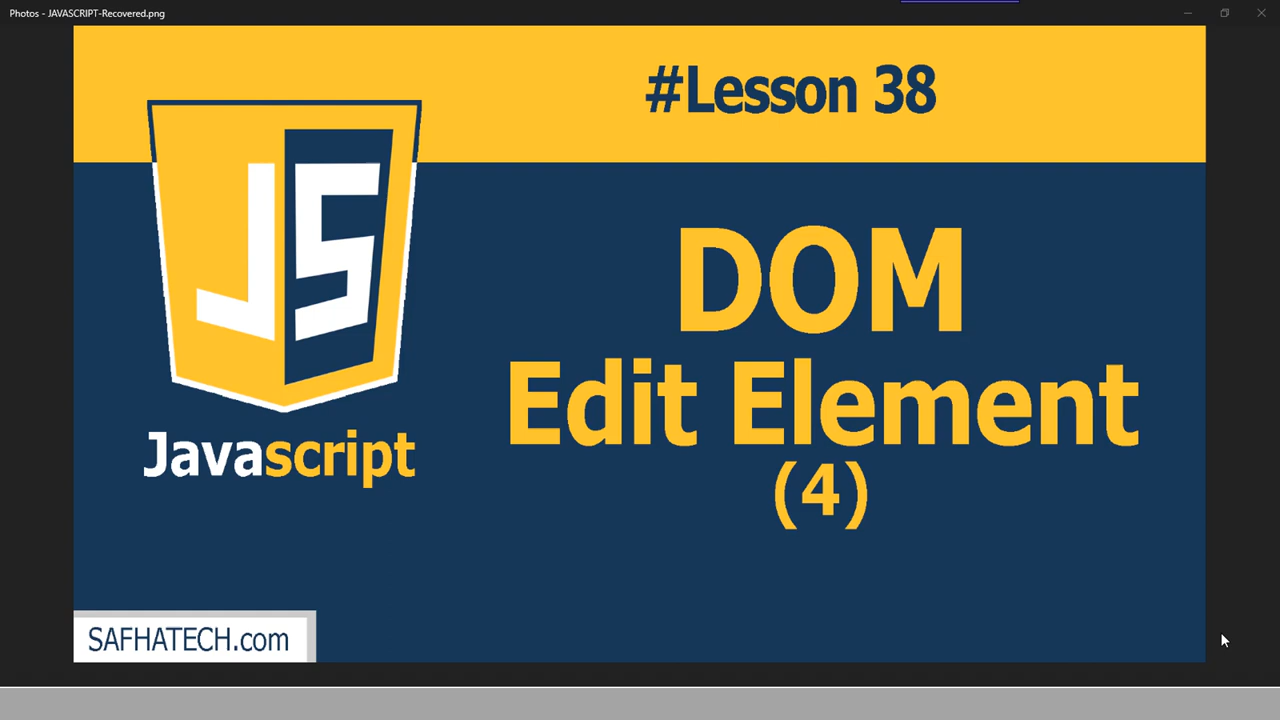 Photos - JAVASCRIPT-Recovered.png
#Lesson 38
JS
DOM
Edit Element
(4)
Javascript
SAFHATECH.com